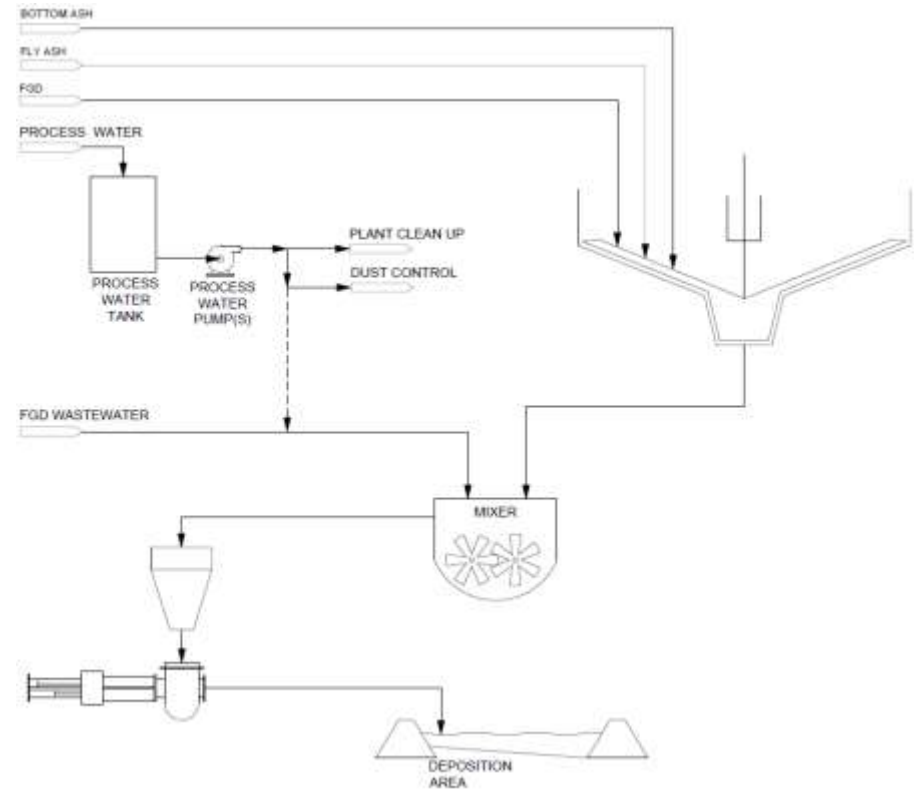 BOTTOM ASH
FLY ASH
FGD
PROCESS WATER
PLANT CLEAN UP
DUST CONTROL
PROCESS
WATER
TANK
PROCESS
WATER
PUMP(S)
FGD WASTEWATER
MIXER
DEPOSITION
AREA